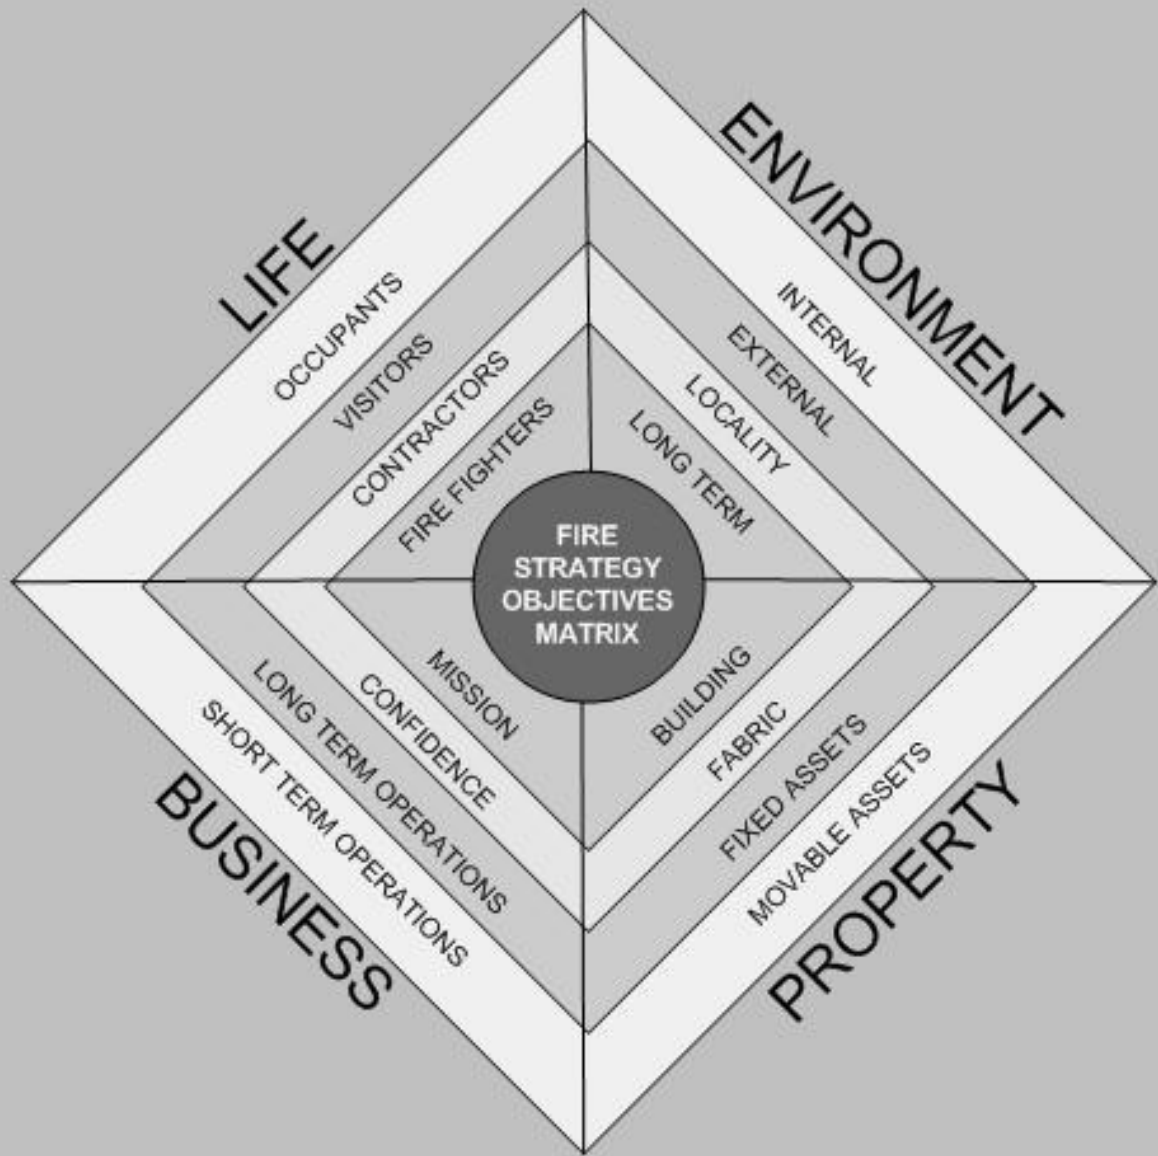 LIFE
OCCUPANTS
VISITORS
CONTRACTORS
FIRE FIGHTERS
ENVIRONMENT
INTERNAL
EXTERNAL
LOCALITY
LONG TERM
FIRE
STRATEGY
OBJECTIVES
MATRIX
MISSION
CONFIDENCE
LONG TERM OPERATIONS
SHORT TERM OPERATIONS
BUSINESS
BUILDING
FABRIC
FIXED ASSETS
MOVABLE ASSETS
PROPERTY